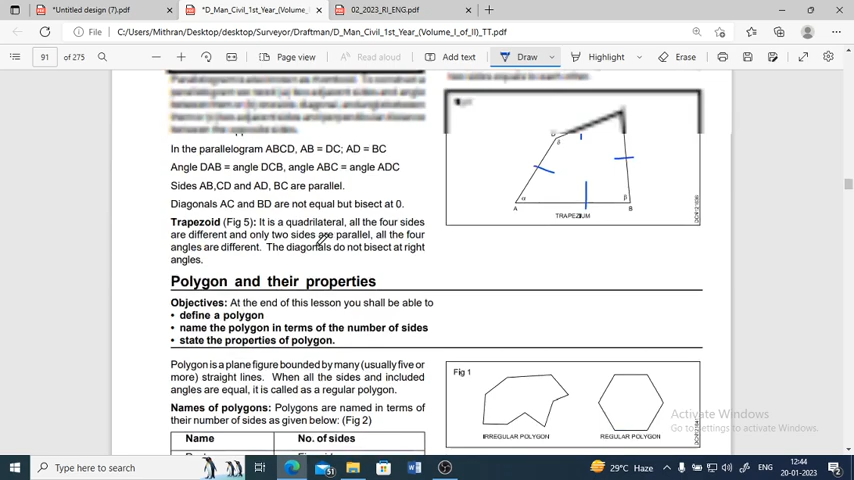 *Untitled design (7).pdf
*D_Man_Civil_1st_Year_(Volume_I
02_2023_RI_ENG.pdf
File
C:/Users/Mithran/Desktop/desktop/Surveyor/Draftman/D_Man_Civil_1st_Year_(Volume_I_of_II)_TT.pdf
91 of 275
Page view
Read aloud
Add text
Draw
Highlight
Erase
In the parallelogram ABCD, AB = DC; AD = BC
Angle DAB = angle DCB, angle ABC = angle ADC
Sides AB,CD and AD, BC are parallel.
Diagonals AC and BD are not equal but bisect at 0.
Trapezoid (Fig 5): It is a quadrilateral, all the four sides
are different and only two sides are parallel, all the four
angles are different. The diagonals do not bisect at right
angles.
α
β
A
B
TRAPEZIUM
Polygon and their properties
Objectives: At the end of this lesson you shall be able to
• define a polygon
• name the polygon in terms of the number of sides
• state the properties of polygon.
Polygon is a plane figure bounded by many (usually five or
more) straight lines. When all the sides and included
angles are equal, it is called as a regular polygon.
Names of polygons: Polygons are named in terms of
their number of sides as given below: (Fig 2)
Name No. of sides
Fig 1
IRREGULAR POLYGON
REGULAR POLYGON
Activate Windows
Go to Settings to activate Windows.
Type here to search
51
29°C Haze
ENG
12:44
20-01-2023
2